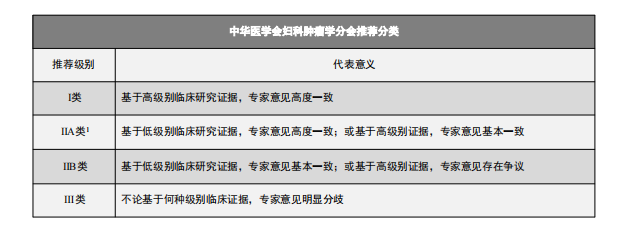 中华医学会妇科肿瘤学分会推荐分类
推荐级别 代表意义
I类 基于高级别临床研究证据，专家意见高度一致
IIA类1 基于低级别临床研究证据，专家意见高度一致；或基于高级别证据，专家意见基本一致
IIB类 基于低级别临床研究证据，专家意见基本一致；或基于高级别证据，专家意见存在争议
III类 不论基于何种级别临床证据，专家意见明显分歧